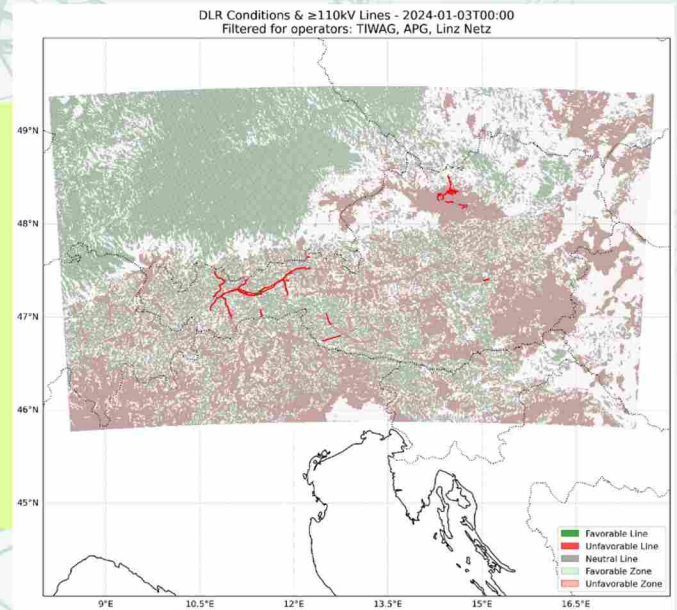 DLR Conditions & ≥110kV Lines - 2024-01-03T00:00
Filtered for operators: TIWAG, APG, Linz Netz
49°N
48°N
47°N
46°N
45°N
9°E
10.5°E
12°E
13.5°E
15°E
16.5°E
Favorable Line
Unfavorable Line
Neutral Line
Favorable Zone
Unfavorable Zone